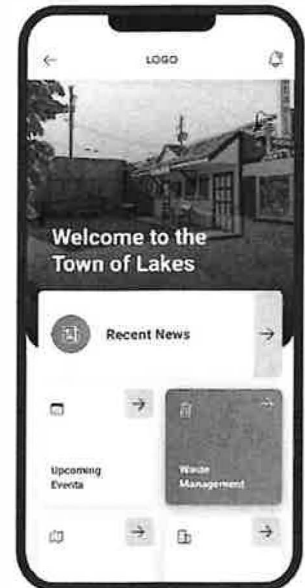 LOGO
Welcome to the
Town of Lakes
Recent News
Upcoming
Events
Waste
Management